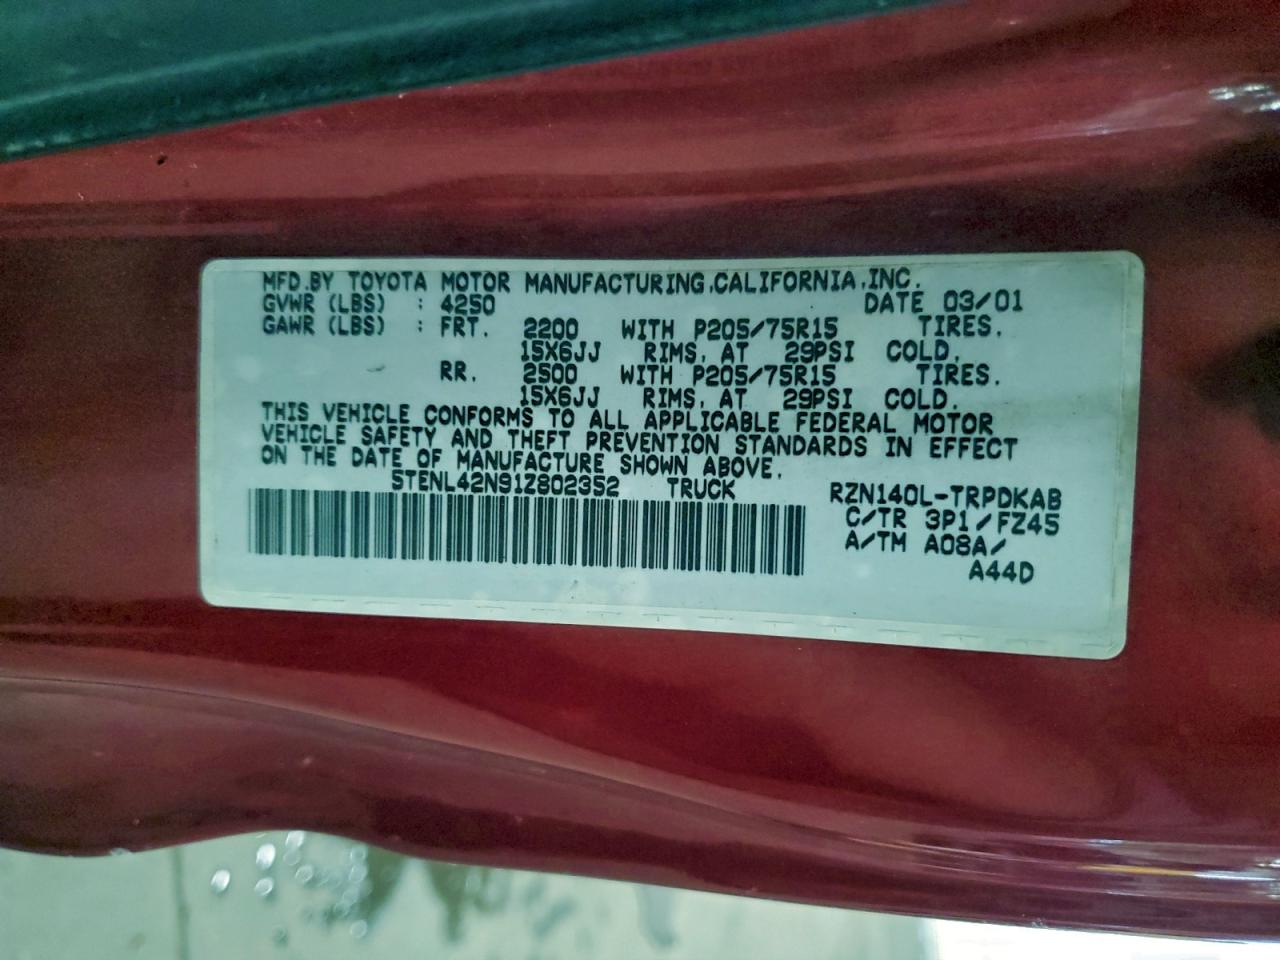 MFD.BY TOYOTA MOTOR MANUFACTURING,CALIFORNIA,INC.
GVWR (LBS) : 4250 DATE 03/01
GAWR (LBS) : FRT. 2200 WITH P205/75R15 TIRES.
15X6JJ RIMS, AT 29PSI COLD.
RR. 2500 WITH P205/75R15 TIRES.
15X6JJ RIMS, AT 29PSI COLD.
THIS VEHICLE CONFORMS TO ALL APPLICABLE FEDERAL MOTOR
VEHICLE SAFETY AND THEFT PREVENTION STANDARDS IN EFFECT
ON THE DATE OF MANUFACTURE SHOWN ABOVE.
5TENL42N91Z802352 TRUCK RZN140L-TRPDKAB
C/TR 3P1/FZ45
A/TM A08A/
A44D